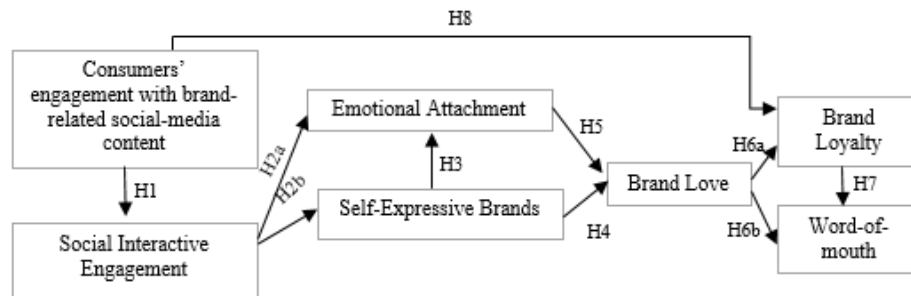 H8
Consumers’
engagement with brand-
related social-media
content
Emotional Attachment
Brand
Loyalty
H5
H6a
H2a
H2b
H3
H1
Brand Love
H7
Self-Expressive Brands
H4
H6b
Word-of-
mouth
Social Interactive
Engagement